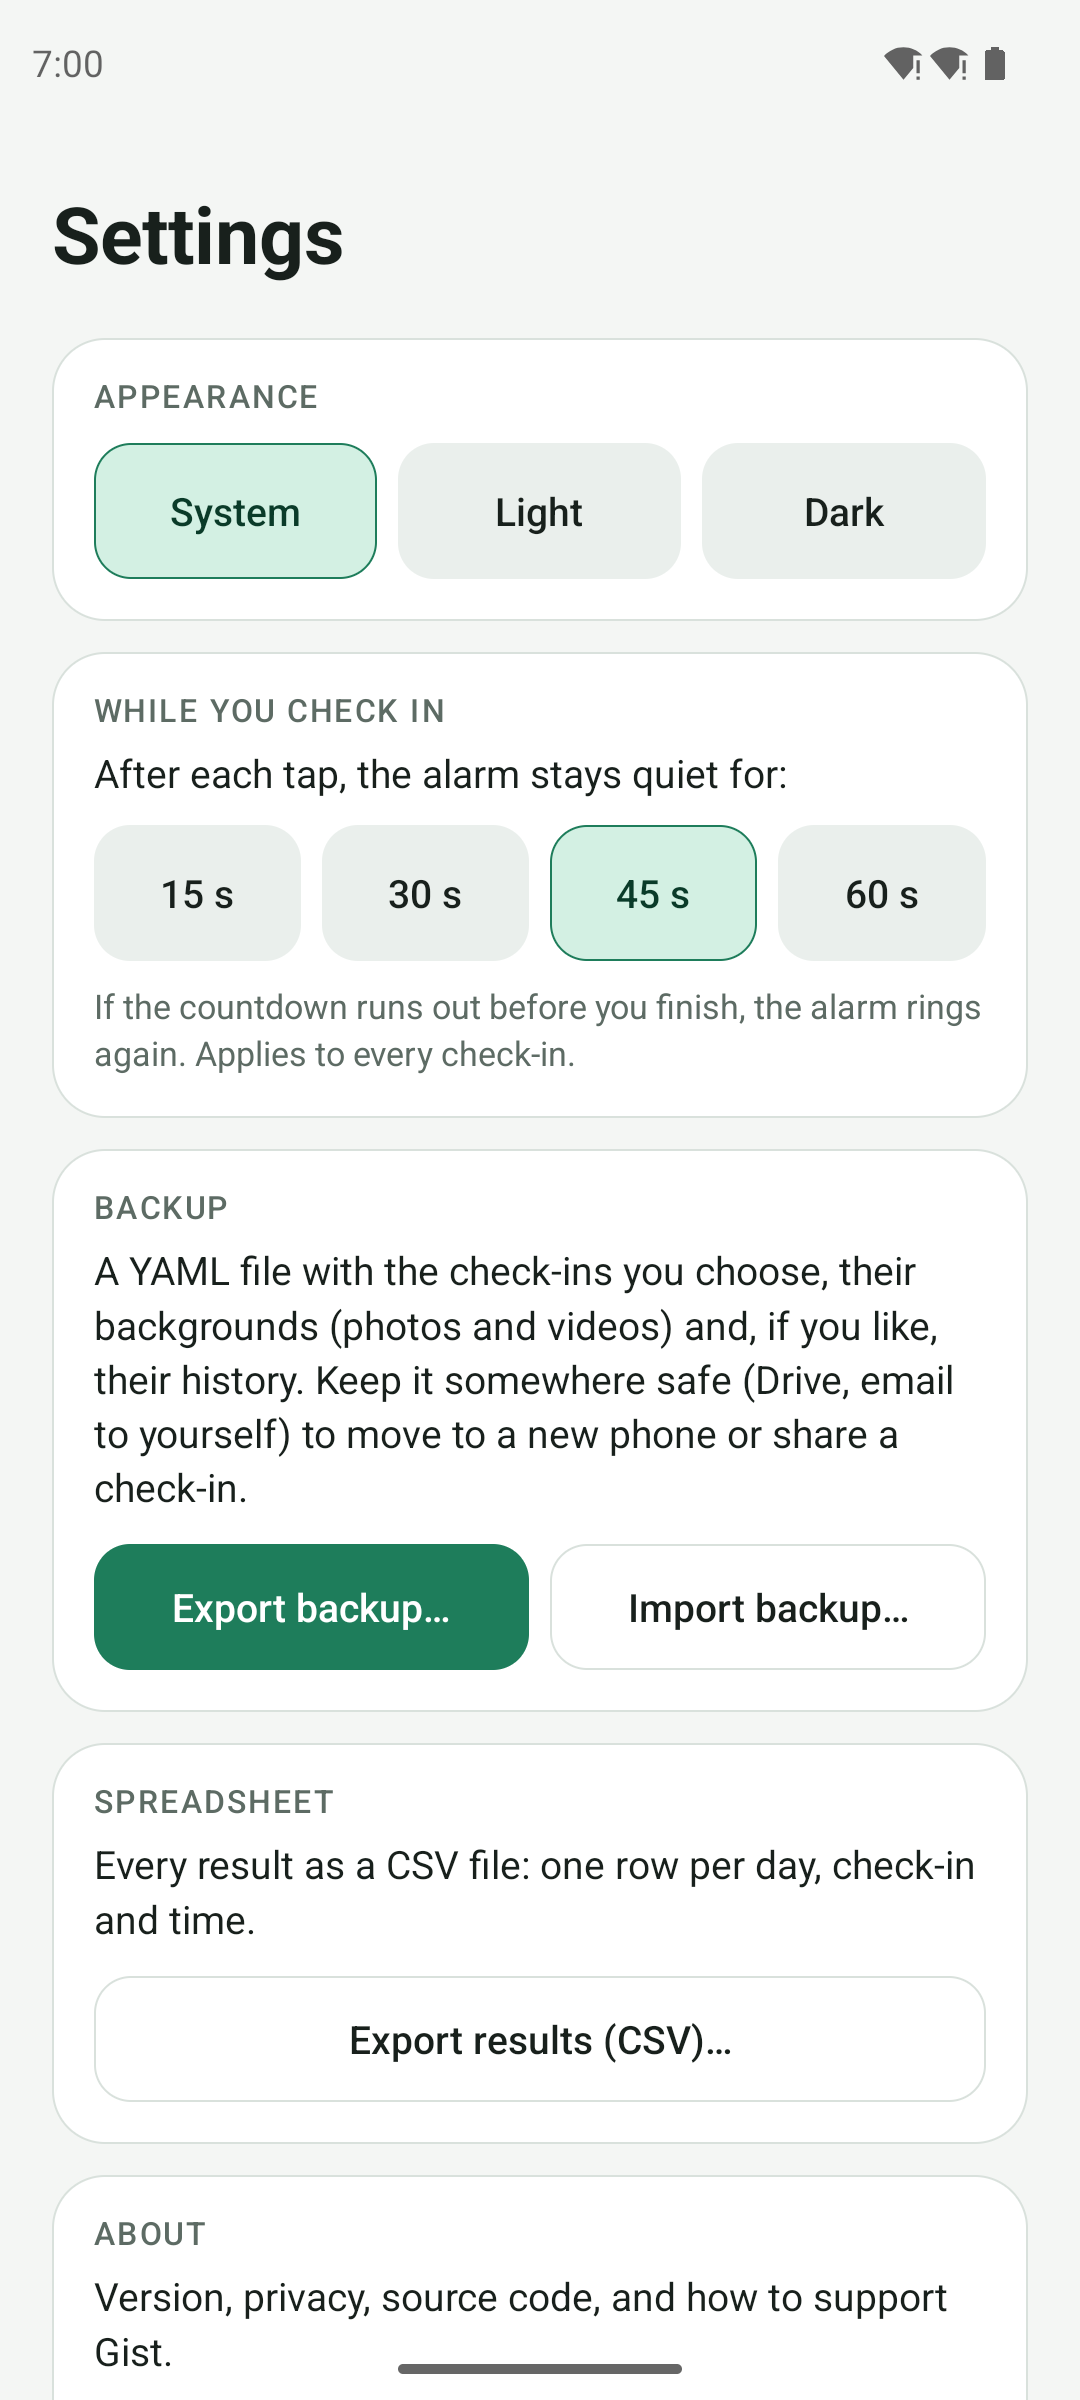 7:00
Settings
APPEARANCE
System
Light
Dark
WHILE YOU CHECK IN
After each tap, the alarm stays quiet for:
15 s
30 s
45 s
60 s
If the countdown runs out before you finish, the alarm rings
again. Applies to every check-in.
BACKUP
A YAML file with the check-ins you choose, their
backgrounds (photos and videos) and, if you like,
their history. Keep it somewhere safe (Drive, email
to yourself) to move to a new phone or share a
check-in.
Export backup…
Import backup…
SPREADSHEET
Every result as a CSV file: one row per day, check-in
and time.
Export results (CSV)…
ABOUT
Version, privacy, source code, and how to support
Gist.